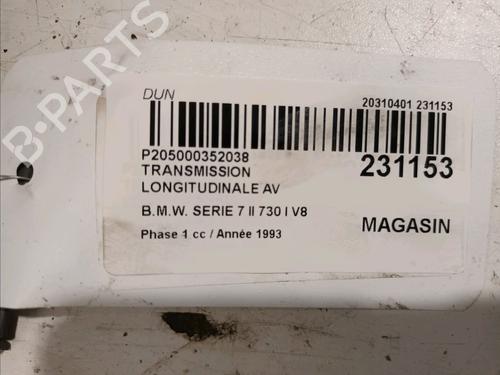 DUN
20310401 231153
P205000352038
231153
TRANSMISSION
LONGITUDINALE AV
B.M.W. SERIE 7 II 730 I V8
MAGASIN
Phase 1 cc / Année 1993
B-PARTS